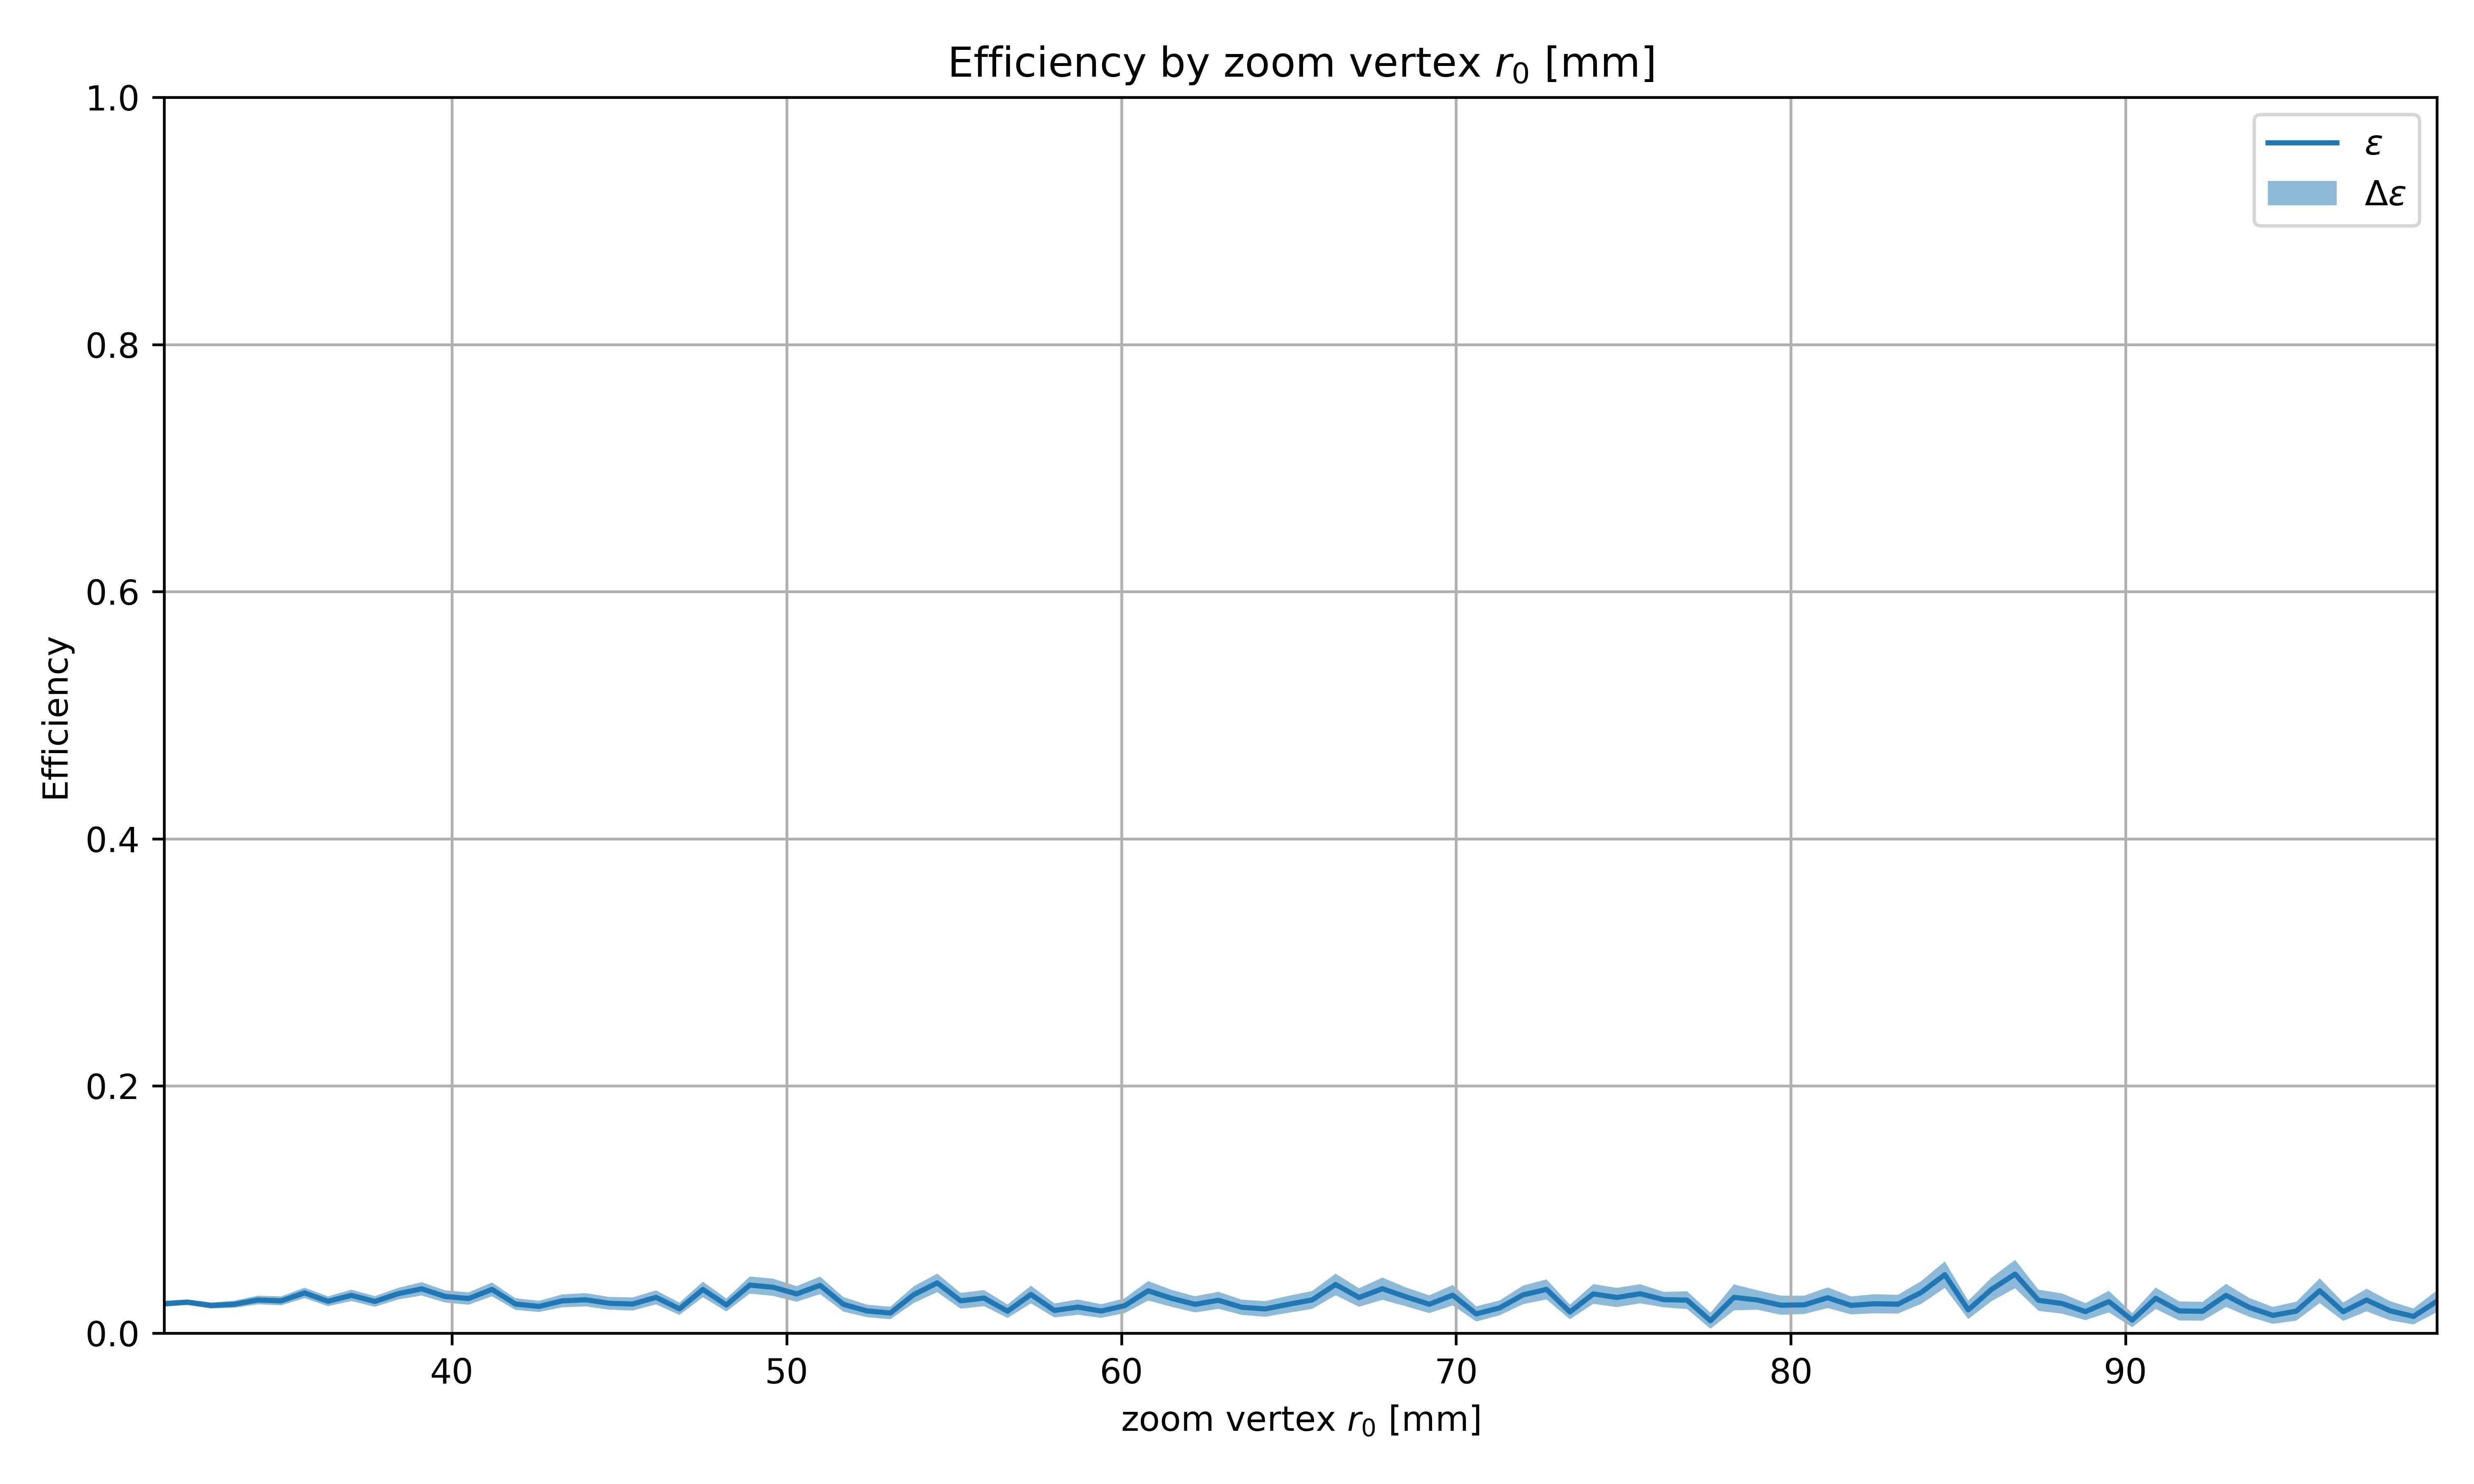 Efficiency by zoom vertex r₀ [mm]
1.0
0.8
0.6
0.4
0.2
0.0
Efficiency
ε
Δε
40 50 60 70 80 90
zoom vertex r₀ [mm]